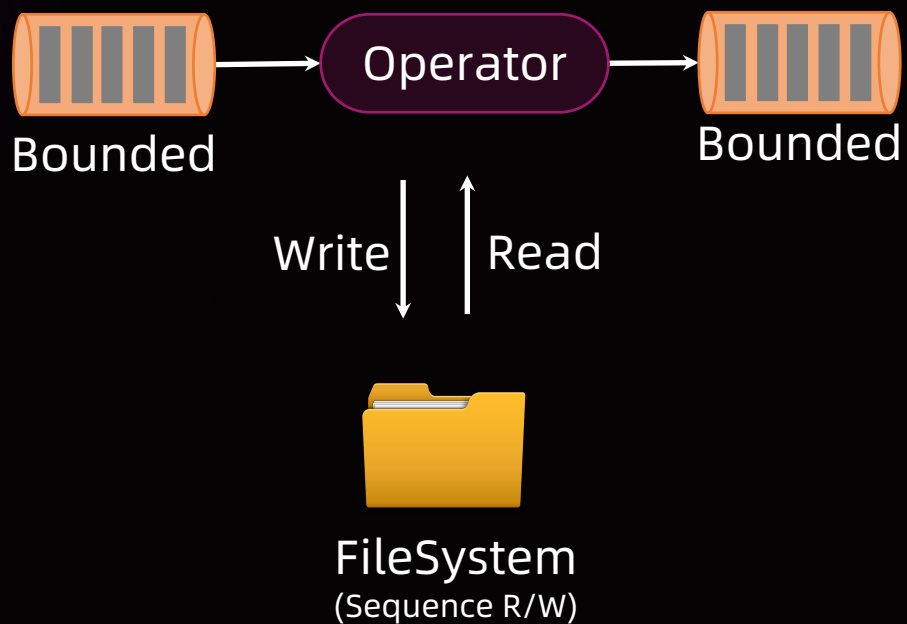 Operator
Bounded
Bounded
Write
Read
FileSystem
(Sequence R/W)